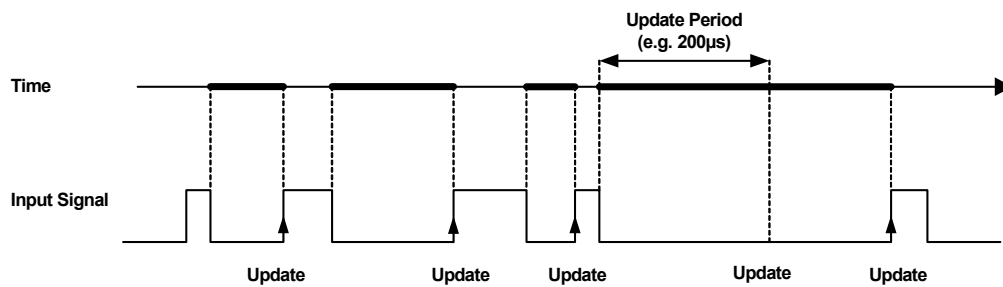 Update Period
(e.g. 200µs)
Time
Input Signal
Update
Update
Update
Update
Update